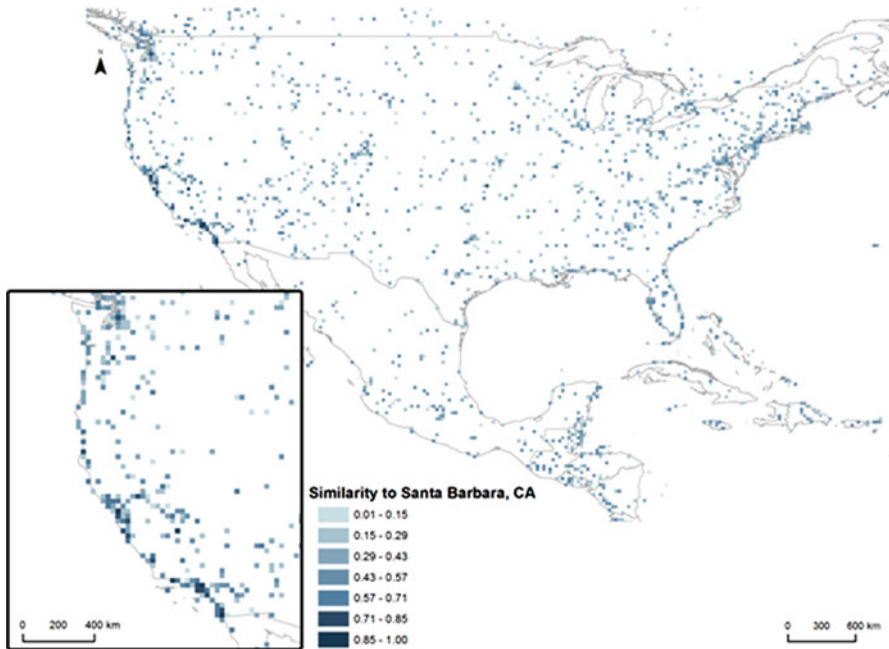 N
Similarity to Santa Barbara, CA
0.01 - 0.15
0.15 - 0.29
0.29 - 0.43
0.43 - 0.57
0.57 - 0.71
0.71 - 0.85
0.85 - 1.00
0 200 400 km
0 300 600 km